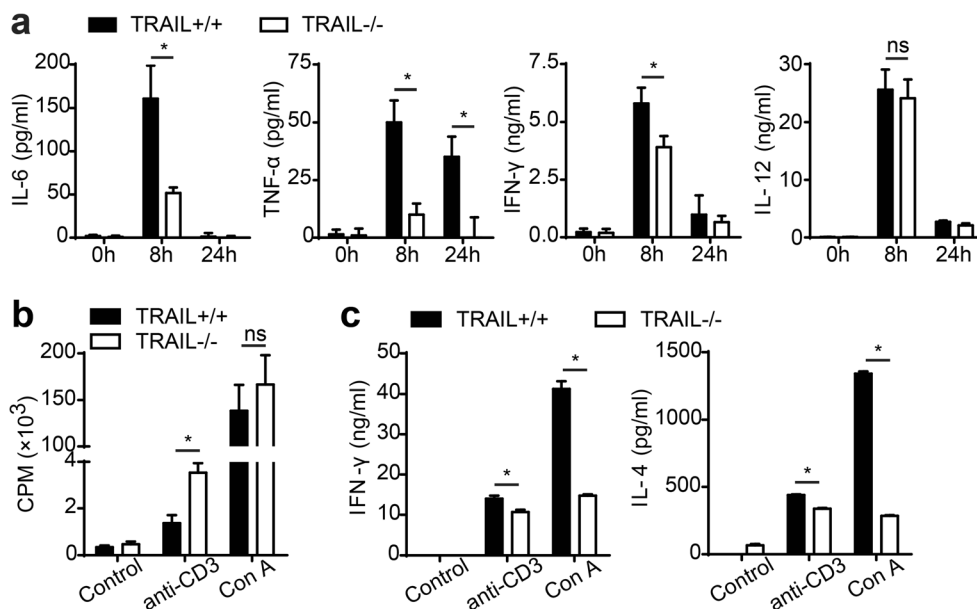 a
TRAIL+/+ TRAIL-/-
IL-6 (pg/ml)
200
150
100
50
0
*
0h 8h 24h
TNF-α (pg/ml)
75
50
25
0
* *
0h 8h 24h
IFN-γ (ng/ml)
7.5
5.0
2.5
0.0
*
0h 8h 24h
IL-12 (ng/ml)
30
20
10
0
ns
0h 8h 24h
b
TRAIL+/+
TRAIL-/-
CPM (×10³)
200
150
100
4
2
0
*
ns
Control anti-CD3 Con A
c
TRAIL+/+ TRAIL-/-
IFN-γ (ng/ml)
50
40
30
20
10
0
* *
Control anti-CD3 Con A
IL-4 (pg/ml)
1500
1000
500
0
* *
Control anti-CD3 Con A